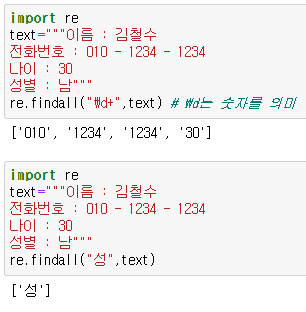 import re
text="""이름 : 김철수
전화번호 : 010 - 1234 - 1234
나이 : 30
성별 : 남"""
re.findall("₩d+",text) # ₩d는 숫자를 의미
['010', '1234', '1234', '30']
import re
text="""이름 : 김철수
전화번호 : 010 - 1234 - 1234
나이 : 30
성별 : 남"""
re.findall("성",text)
['성']